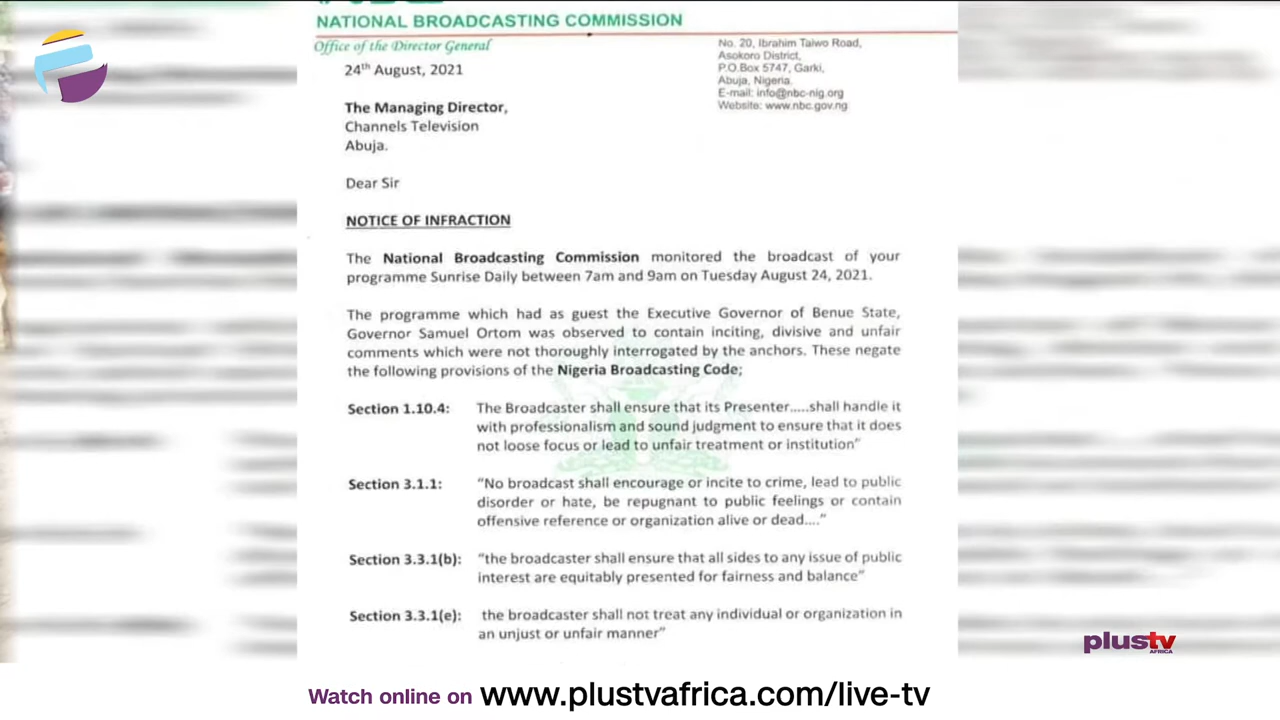 NATIONAL BROADCASTING COMMISSION
Office of the Director General
No. 20, Ibrahim Taiwo Road,
Asokoro District,
P.O.Box 5747, Garki,
Abuja, Nigeria.
E-mail: info@nbc-nig.org
Website: www.nbc.gov.ng
24th August, 2021
The Managing Director,
Channels Television
Abuja.
Dear Sir
NOTICE OF INFRACTION
The National Broadcasting Commission monitored the broadcast of your
programme Sunrise Daily between 7am and 9am on Tuesday August 24, 2021.
The programme which had as guest the Executive Governor of Benue State,
Governor Samuel Ortom was observed to contain inciting, divisive and unfair
comments which were not thoroughly interrogated by the anchors. These negate
the following provisions of the Nigeria Broadcasting Code;
Section 1.10.4: The Broadcaster shall ensure that its Presenter.....shall handle it
with professionalism and sound judgment to ensure that it does
not loose focus or lead to unfair treatment or institution"
Section 3.1.1: "No broadcast shall encourage or incite to crime, lead to public
disorder or hate, be repugnant to public feelings or contain
offensive reference or organization alive or dead...."
Section 3.3.1(b): "the broadcaster shall ensure that all sides to any issue of public
interest are equitably presented for fairness and balance"
Section 3.3.1(e): the broadcaster shall not treat any individual or organization in
an unjust or unfair manner"
plustv
AFRICA
Watch online on www.plustvafrica.com/live-tv